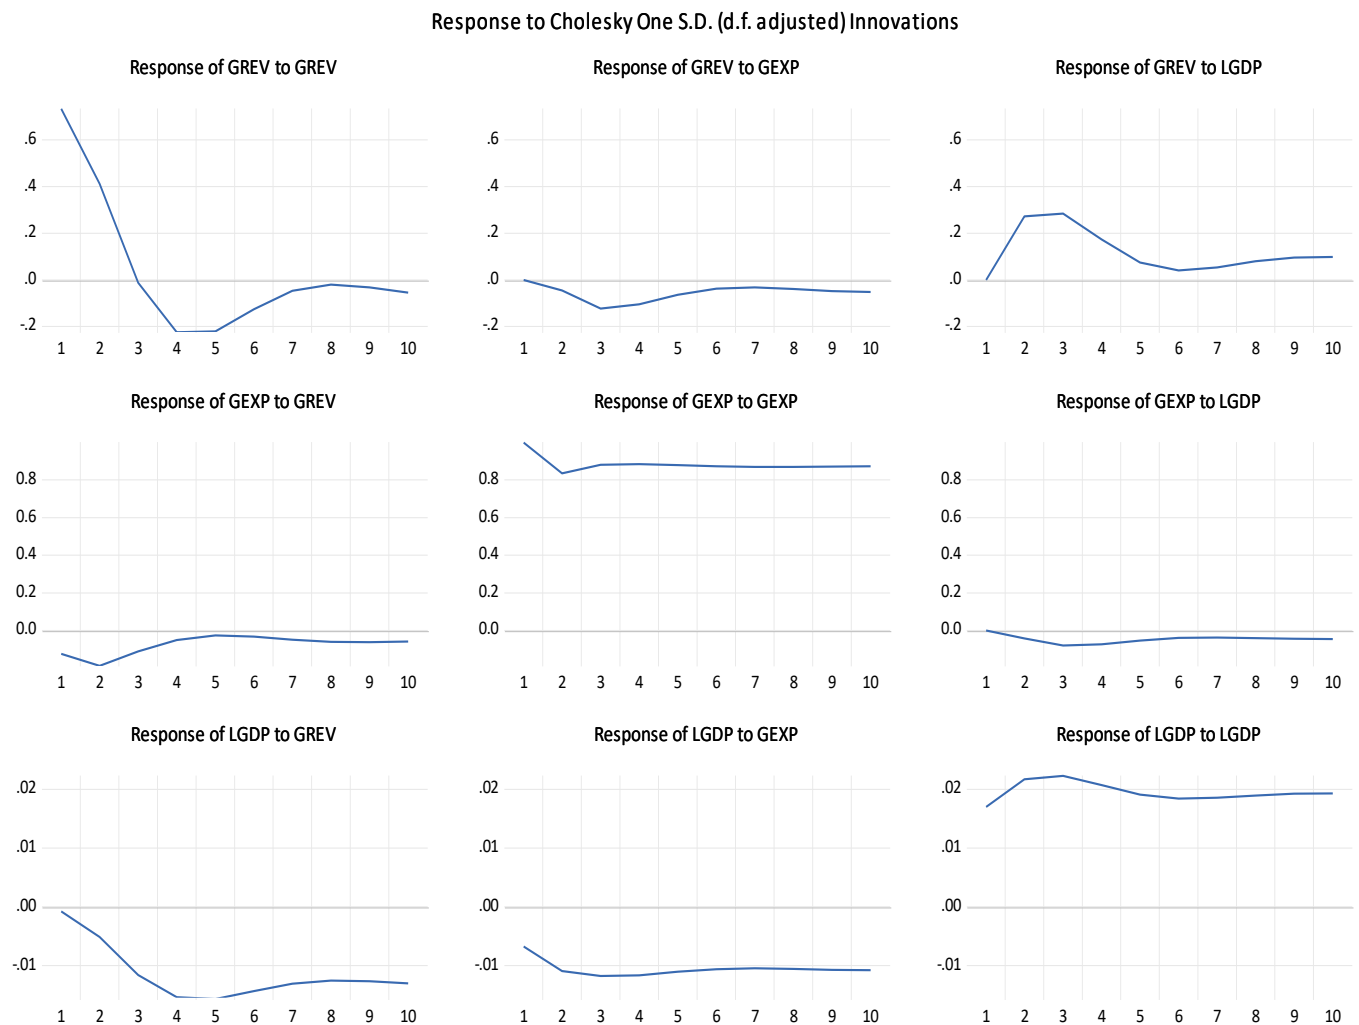 Response to Cholesky One S.D. (d.f. adjusted) Innovations
Response of GREV to GREV
.6
.4
.2
.0
-.2
1 2 3 4 5 6 7 8 9 10
Response of GREV to GEXP
.6
.4
.2
.0
-.2
1 2 3 4 5 6 7 8 9 10
Response of GREV to LGDP
.6
.4
.2
.0
-.2
1 2 3 4 5 6 7 8 9 10
Response of GEXP to GREV
0.8
0.6
0.4
0.2
0.0
1 2 3 4 5 6 7 8 9 10
Response of GEXP to GEXP
0.8
0.6
0.4
0.2
0.0
1 2 3 4 5 6 7 8 9 10
Response of GEXP to LGDP
0.8
0.6
0.4
0.2
0.0
1 2 3 4 5 6 7 8 9 10
Response of LGDP to GREV
.02
.01
.00
-.01
1 2 3 4 5 6 7 8 9 10
Response of LGDP to GEXP
.02
.01
.00
-.01
1 2 3 4 5 6 7 8 9 10
Response of LGDP to LGDP
.02
.01
.00
-.01
1 2 3 4 5 6 7 8 9 10